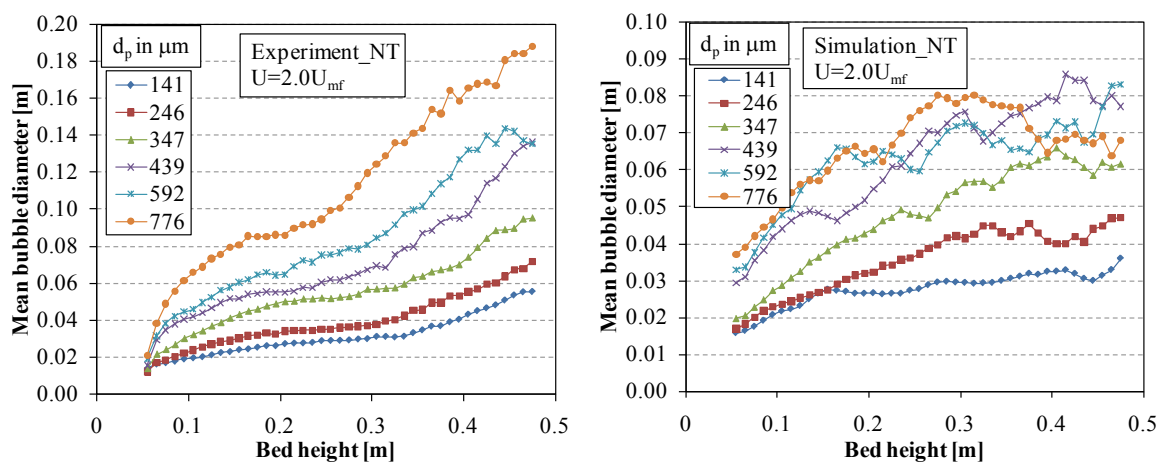 0.20
0.18
0.16
0.14
0.12
0.10
0.08
0.06
0.04
0.02
0.00
Mean bubble diameter [m]
dp in μm
141
246
347
439
592
776
Experiment_NT
U=2.0Umf
0 0.1 0.2 0.3 0.4 0.5
Bed height [m]
0.10
0.09
0.08
0.07
0.06
0.05
0.04
0.03
0.02
0.01
0.00
Mean bubble diameter [m]
dp in μm
141
246
347
439
592
776
Simulation_NT
U=2.0Umf
0 0.1 0.2 0.3 0.4 0.5
Bed height [m]